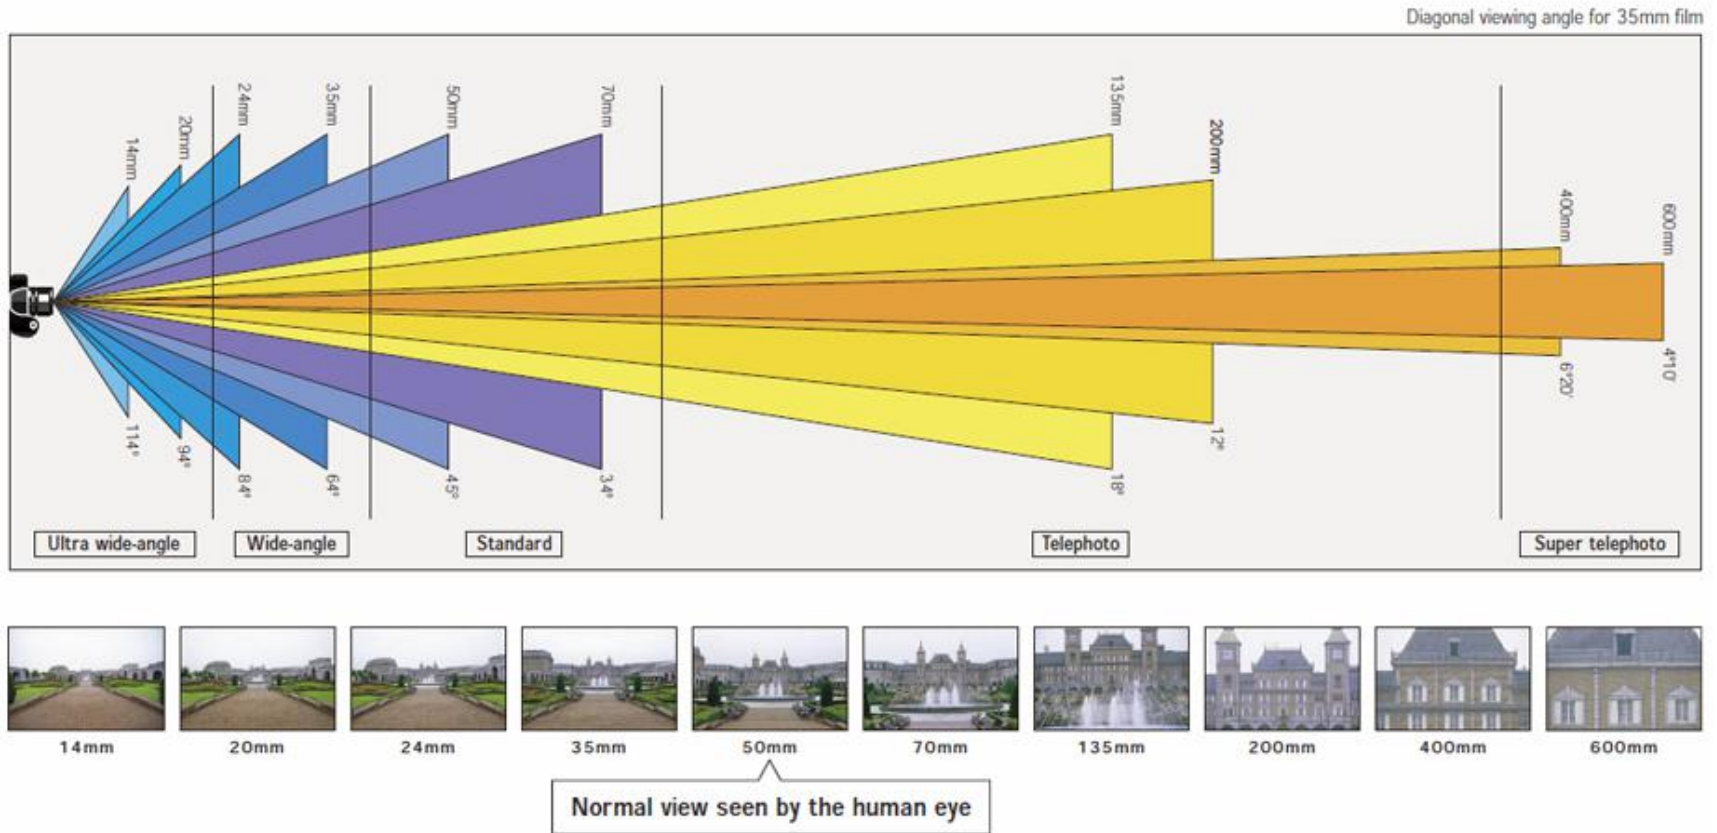 Diagonal viewing angle for 35mm film
14mm
20mm
24mm
35mm
50mm
70mm
135mm
200mm
400mm
600mm
114°
94°
84°
64°
45°
34°
18°
12°
6°20'
4°10'
Ultra wide-angle
Wide-angle
Standard
Telephoto
Super telephoto
14mm
20mm
24mm
35mm
50mm
70mm
135mm
200mm
400mm
600mm
Normal view seen by the human eye